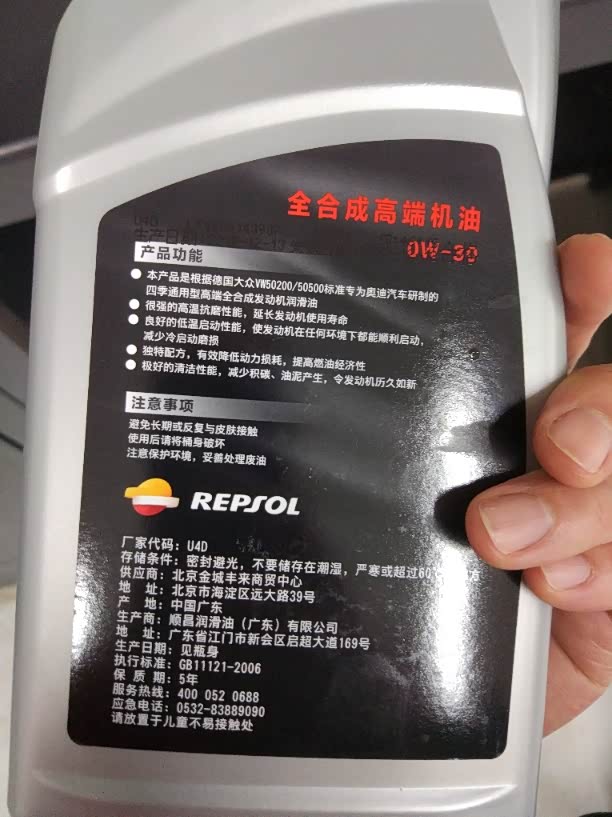 全合成高端机油
0W-30
U4D
生产日期
产品功能
● 本产品是根据德国大众VW50200/50500标准专为奥迪汽车研制的
四季通用型高端全合成发动机润滑油
● 很强的高温抗磨性能，延长发动机使用寿命
● 良好的低温启动性能，使发动机在任何环境下都能顺利启动，
减少冷启动磨损
● 独特配方，有效降低动力损耗，提高燃油经济性
● 极好的清洁性能，减少积碳、油泥产生，令发动机历久如新
注意事项
避免长期或反复与皮肤接触
使用后请将桶身破坏
注意保护环境，妥善处理废油
REPSOL
厂家代码：U4D
存储条件：密封避光，不要储存在潮湿，严寒或超过60 方
供应商：北京金城丰来商贸中心
地 址：北京市海淀区远大路39号
产 地：中国广东
生产商：顺昌润滑油（广东）有限公司
地 址：广东省江门市新会区启超大道169号
生产日期：见瓶身
执行标准：GB11121-2006
保 质 期：5年
服务热线：400 052 0688
应急电话：0532-83889090
请放置于儿童不易接触处